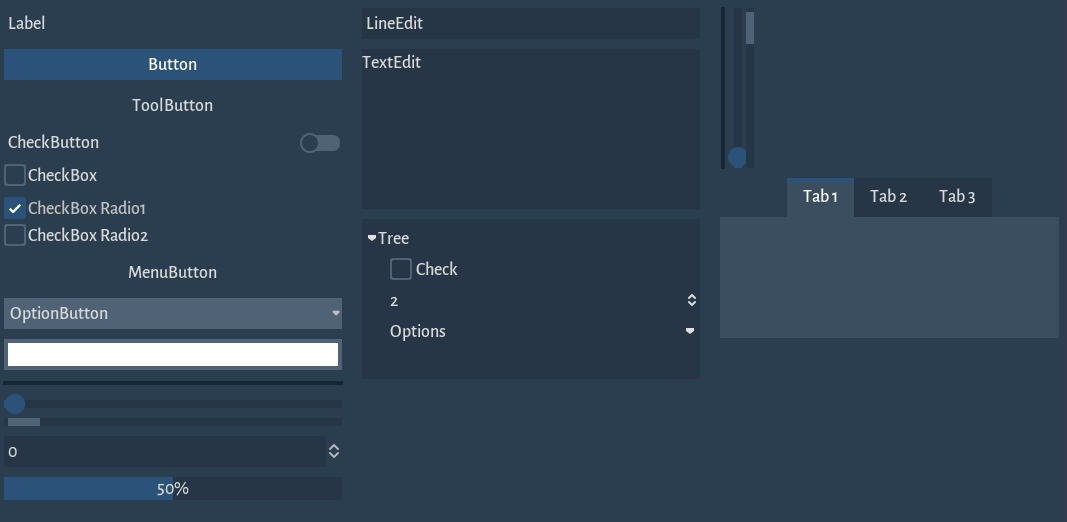 Label
Button
ToolButton
CheckButton
CheckBox
CheckBox Radio1
CheckBox Radio2
MenuButton
OptionButton
0
50%
LineEdit
TextEdit
Tree
Check
2
Options
Tab 1 Tab 2 Tab 3